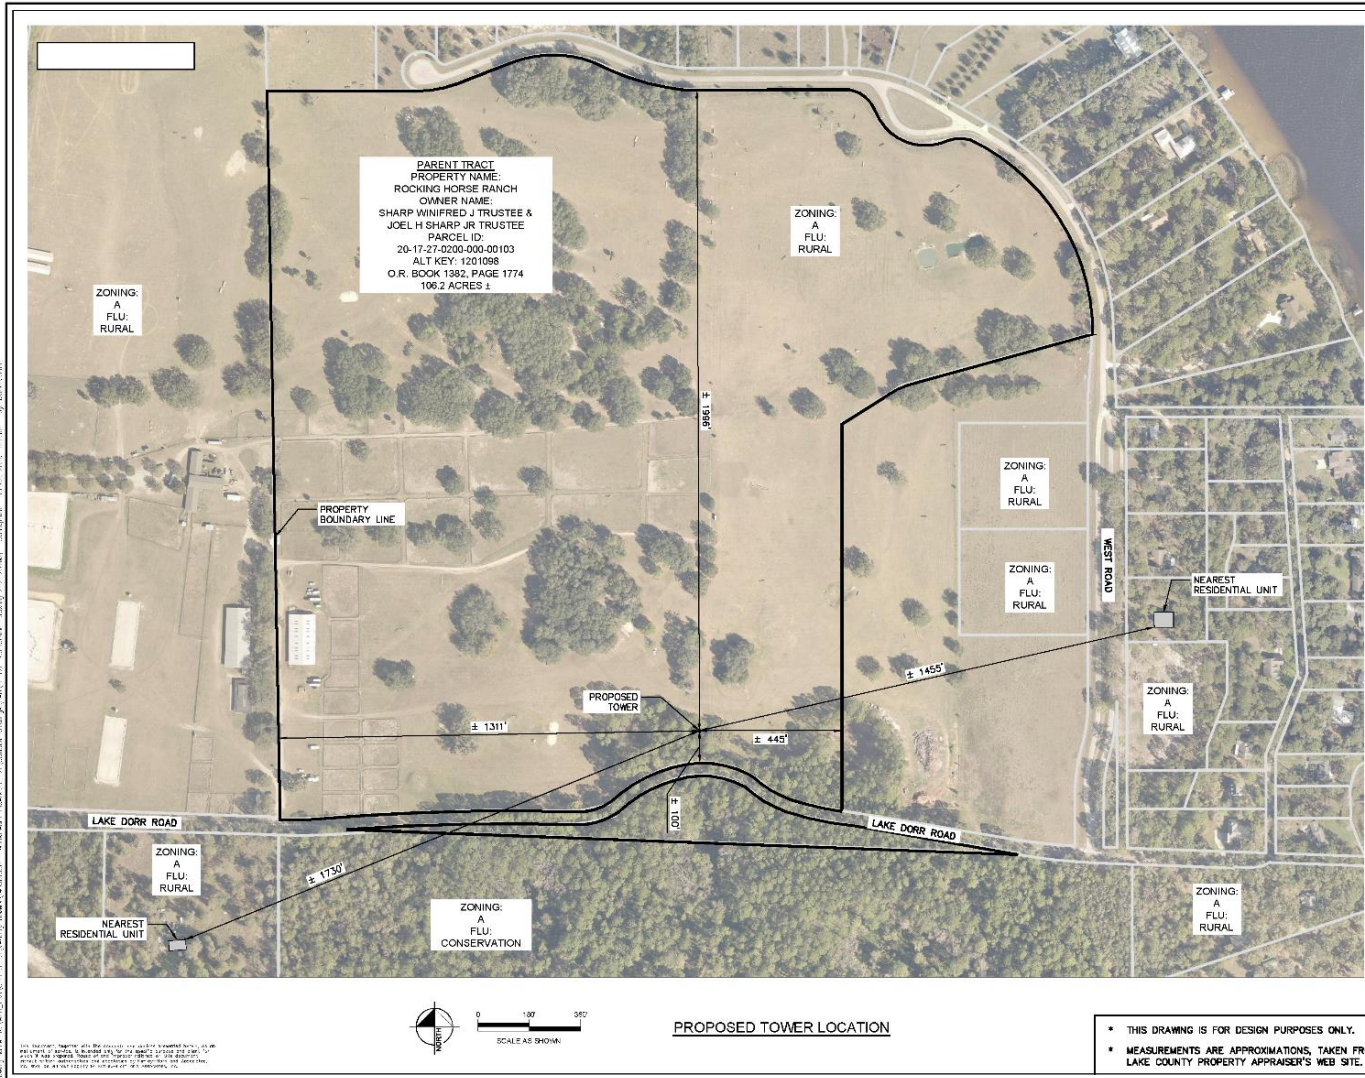 PARENT TRACT
PROPERTY NAME:
ROCKING HORSE RANCH
OWNER NAME:
SHARP WINIFRED J TRUSTEE &
JOEL H SHARP JR TRUSTEE
PARCEL ID:
20-17-27-0200-000-00103
ALT KEY: 1201098
O.R. BOOK 1382, PAGE 1774
106.2 ACRES ±
ZONING:
A
FLU:
RURAL
ZONING:
A
FLU:
RURAL
± 1996'
ZONING:
A
FLU:
RURAL
PROPERTY
BOUNDARY LINE
WEST ROAD
ZONING:
A
FLU:
RURAL
NEAREST
RESIDENTIAL UNIT
± 1455'
PROPOSED
TOWER
ZONING:
A
FLU:
RURAL
± 1311'
± 445'
± 100'
LAKE DORR ROAD
LAKE DORR ROAD
ZONING:
A
FLU:
RURAL
± 1730'
NEAREST
RESIDENTIAL UNIT
ZONING:
A
FLU:
CONSERVATION
ZONING:
A
FLU:
RURAL
NORTH
0 180' 360'
SCALE AS SHOWN
PROPOSED TOWER LOCATION
* THIS DRAWING IS FOR DESIGN PURPOSES ONLY.
* MEASUREMENTS ARE APPROXIMATIONS, TAKEN FR
LAKE COUNTY PROPERTY APPRAISER'S WEB SITE.